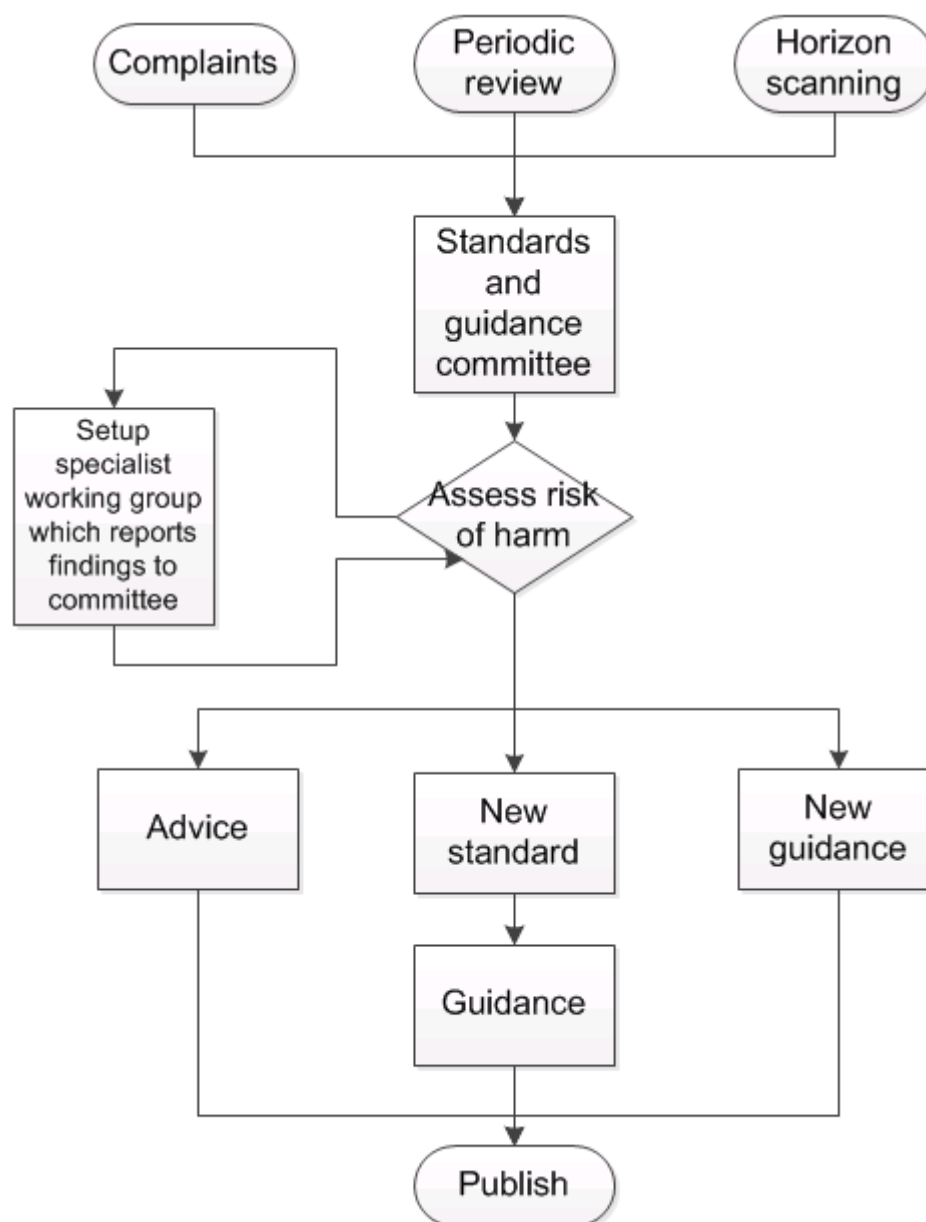 Complaints
Periodic
review
Horizon
scanning
Standards
and
guidance
committee
Setup
specialist
working group
which reports
findings to
committee
Assess risk
of harm
Advice
New
standard
New
guidance
Guidance
Publish